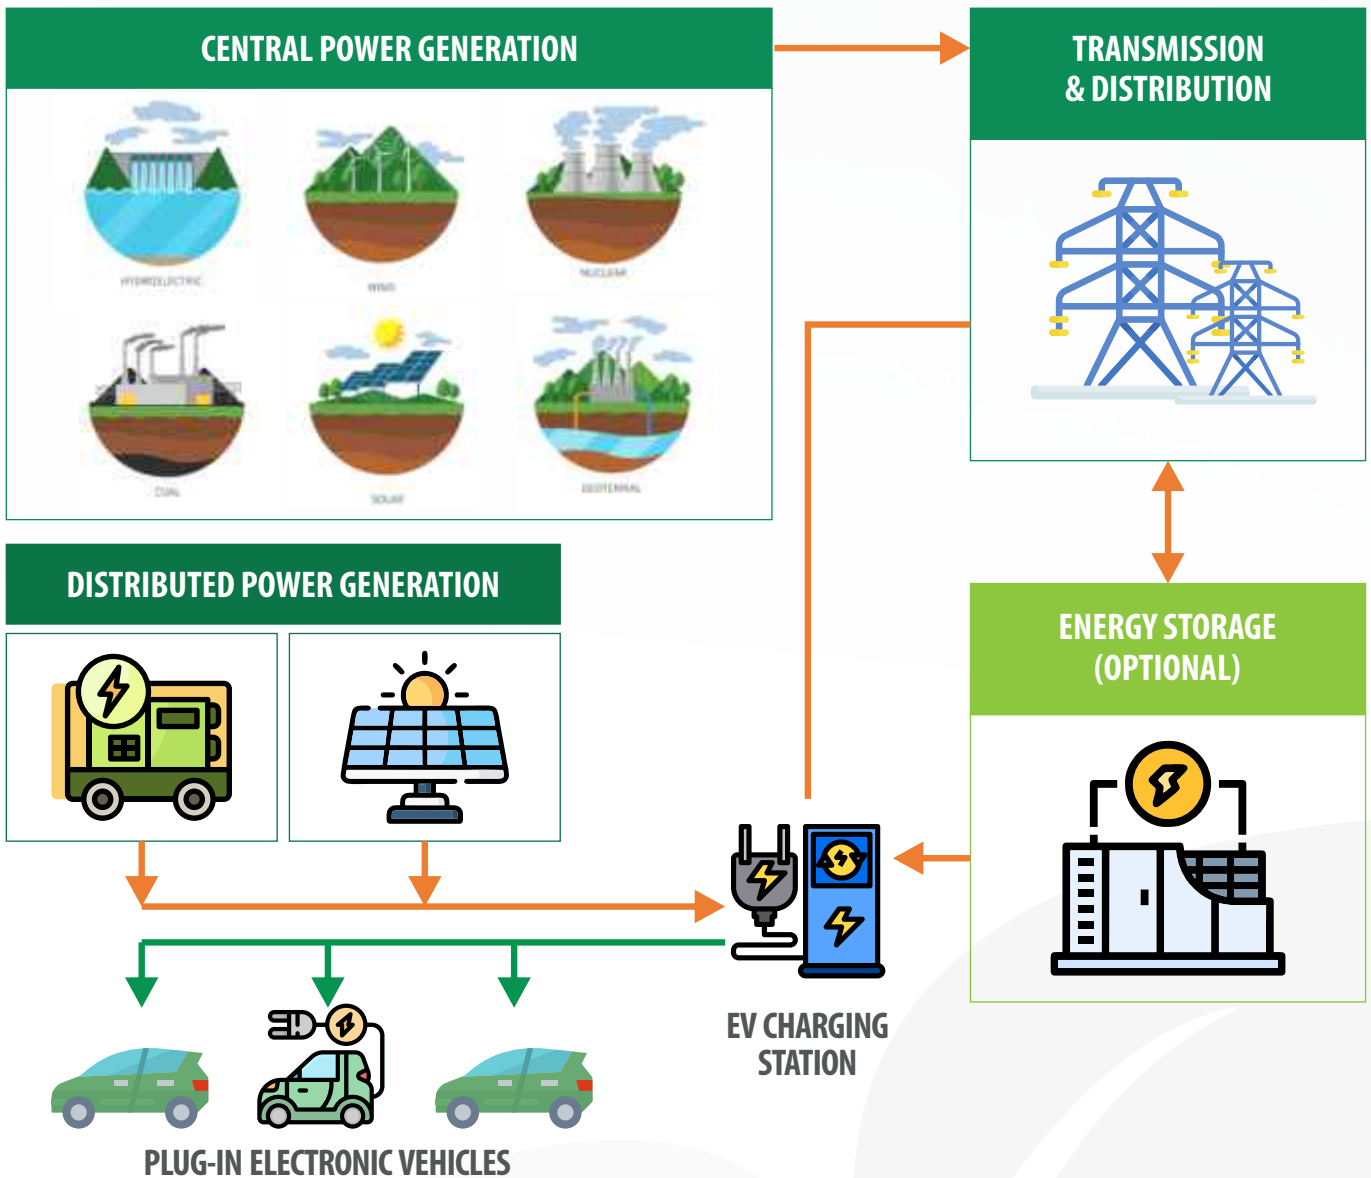 CENTRAL POWER GENERATION
TRANSMISSION
& DISTRIBUTION
HYDROELECTRIC
WIND
NUCLEAR
COAL
SOLAR
GEOTERMAL
DISTRIBUTED POWER GENERATION
ENERGY STORAGE
(OPTIONAL)
EV CHARGING
STATION
PLUG-IN ELECTRONIC VEHICLES